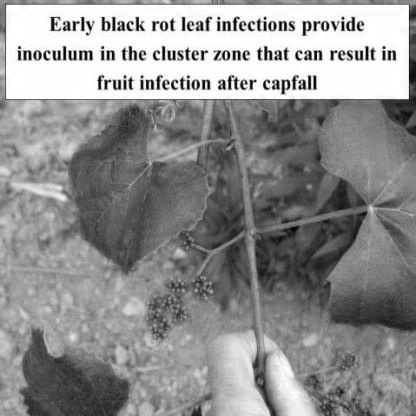 Early black rot leaf infections provide
inoculum in the cluster zone that can result in
fruit infection after capfall